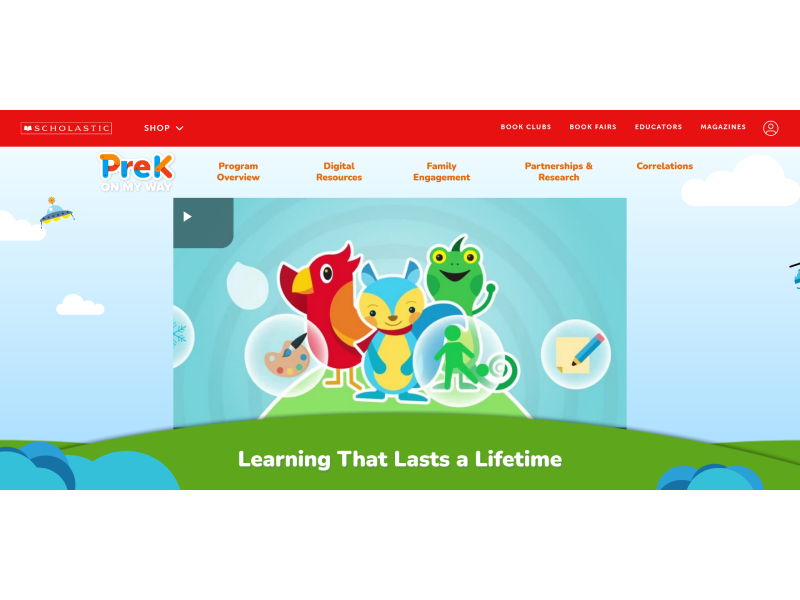 SCHOLASTIC
SHOP
BOOK CLUBS
BOOK FAIRS
EDUCATORS
MAGAZINES
PreK
ON MY WAY
Program
Overview
Digital
Resources
Family
Engagement
Partnerships &
Research
Correlations
Learning That Lasts a Lifetime